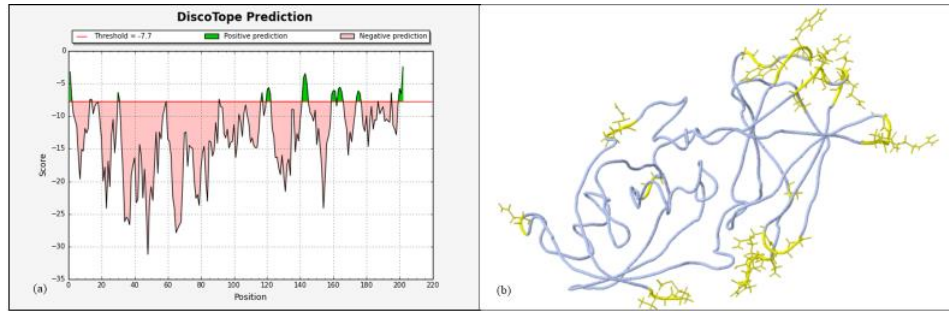 DiscoTope Prediction
Threshold = -7.7 Positive prediction Negative prediction
0
−5
−10
−15
−20
−25
−30
−35
Score
0 20 40 60 80 100 120 140 160 180 200 220
Position
(a)
(b)